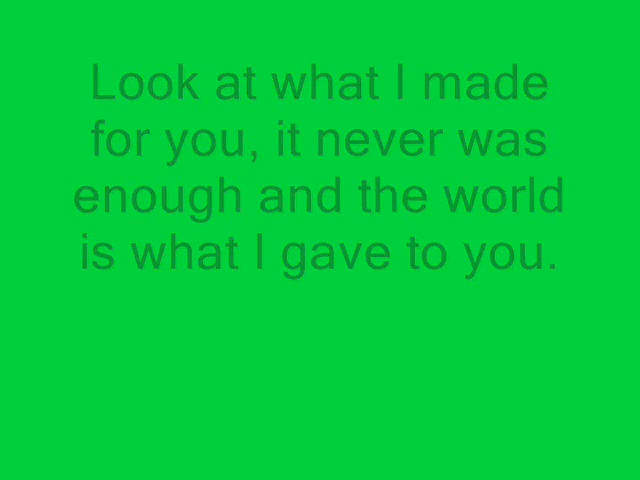 Look at what I made
for you, it never was
enough and the world
is what I gave to you.